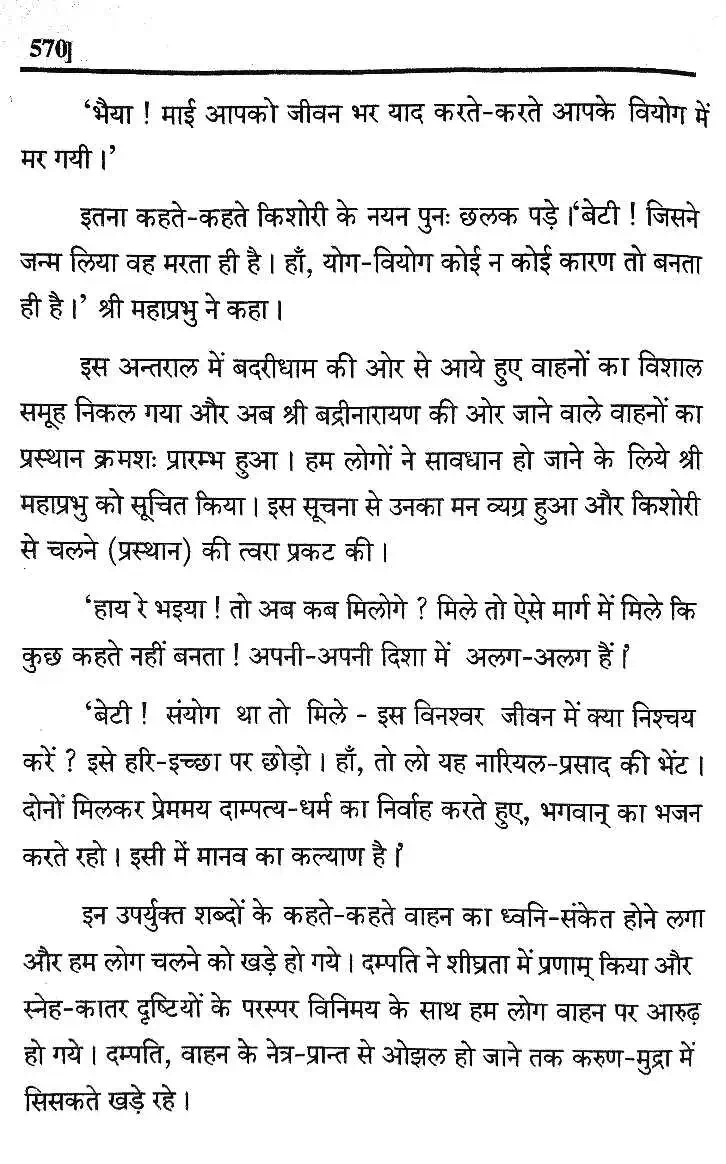 570]
‘भैया ! माई आपको जीवन भर याद करते-करते आपके वियोग में
मर गयी ।’
इतना कहते-कहते किशोरी के नयन पुनः छलक पड़े ।‘बेटी ! जिसने
जन्म लिया वह मरता ही है । हाँ, योग-वियोग कोई न कोई कारण तो बनता
ही है ।’ श्री महाप्रभु ने कहा ।
इस अन्तराल में बदरीधाम की ओर से आये हुए वाहनों का विशाल
समूह निकल गया और अब श्री बद्रीनारायण की ओर जाने वाले वाहनों का
प्रस्थान क्रमशः प्रारम्भ हुआ । हम लोगों ने सावधान हो जाने के लिये श्री
महाप्रभु को सूचित किया । इस सूचना से उनका मन व्यग्र हुआ और किशोरी
से चलने (प्रस्थान) की त्वरा प्रकट की ।
‘हाय रे भइया ! तो अब कब मिलोगे ? मिले तो ऐसे मार्ग में मिले कि
कुछ कहते नहीं बनता ! अपनी-अपनी दिशा में अलग-अलग हैं ।’
‘बेटी ! संयोग था तो मिले - इस विनश्वर जीवन में क्या निश्चय
करें ? इसे हरि-इच्छा पर छोड़ो । हाँ, तो लो यह नारियल-प्रसाद की भेंट ।
दोनों मिलकर प्रेममय दाम्पत्य-धर्म का निर्वाह करते हुए, भगवान् का भजन
करते रहो । इसी में मानव का कल्याण है ।’
इन उपर्युक्त शब्दों के कहते-कहते वाहन का ध्वनि-संकेत होने लगा
और हम लोग चलने को खड़े हो गये । दम्पति ने शीघ्रता में प्रणाम् किया और
स्नेह-कातर दृष्टियों के परस्पर विनिमय के साथ हम लोग वाहन पर आरुढ़
हो गये । दम्पति, वाहन के नेत्र-प्रान्त से ओझल हो जाने तक करुण-मुद्रा में
सिसकते खड़े रहे ।